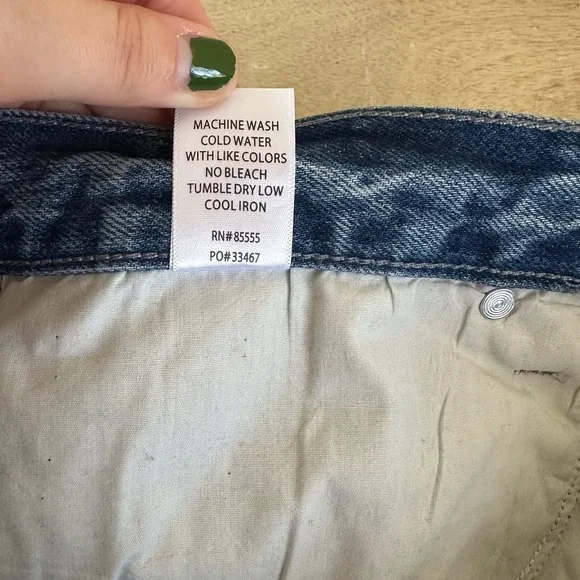 MACHINE WASH
COLD WATER
WITH LIKE COLORS
NO BLEACH
TUMBLE DRY LOW
COOL IRON
RN#85555
PO#33467